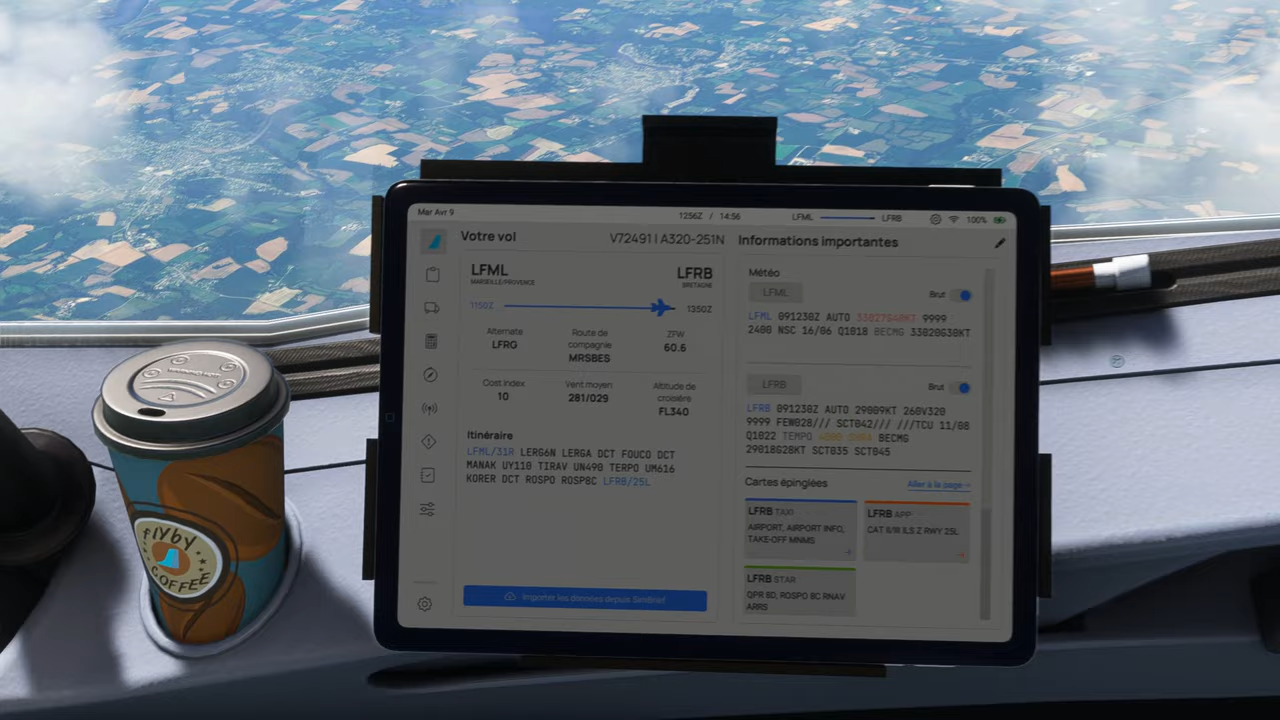 Mar Avr 9
1256Z / 14:56
LFML LFRB
100%
Votre vol
V72491 | A320-251N
LFML
MARSEILLE/PROVENCE
LFRB
BRETAGNE
1150Z
1350Z
Alternate
LFRG
Route de
compagnie
MRSBES
ZFW
60.6
Cost Index
10
Vent moyen
281/029
Altitude de
croisière
FL340
Itinéraire
LFML/31R LERG6N LERGA DCT FOUCO DCT
MANAK UY110 TIRAV UN490 TERPO UM616
KORER DCT ROSPO ROSP8C LFRB/25L
Importer les données depuis SimBrief
Informations importantes
Météo
LFML
Brut
LFML 091230Z AUTO 33027G40KT 9999
2400 NSC 16/06 Q1018 BECMG 33020G30KT
LFRB
Brut
LFRB 091230Z AUTO 29009KT 260V320
9999 FEW028/// SCT042/// ///TCU 11/08
Q1022 TEMPO 4000 SHRA BECMG
29018G28KT SCT035 SCT045
Cartes épinglées
Aller à la page
LFRB TAXI
AIRPORT, AIRPORT INFO,
TAKE-OFF MNMS
LFRB APP
CAT II/III ILS Z RWY 25L
LFRB STAR
QPR 8D, ROSPO 8C RNAV
ARRS
flyby
COFFEE